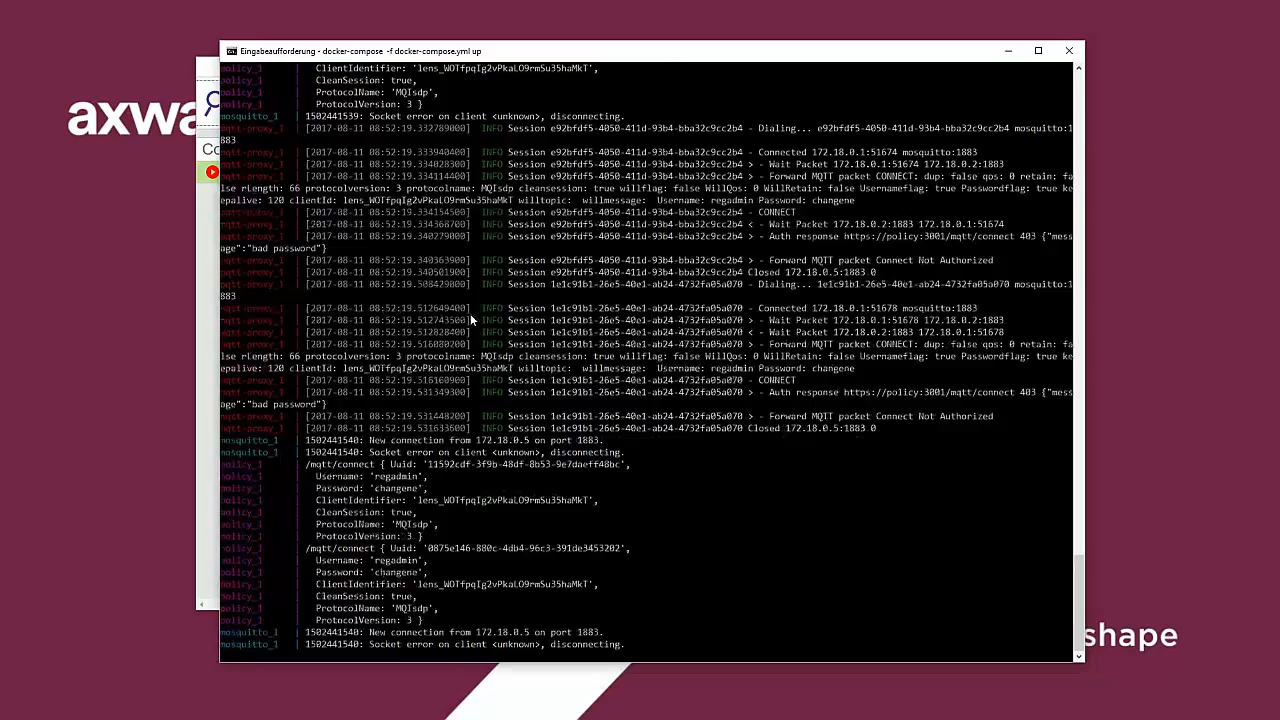 axwa
Eingabeaufforderung - docker-compose -f docker-compose.yml up
Co
policy_1 | ClientIdentifier: 'lens_WOTfpqIg2vPkaLO9rmSu35haMkT',
policy_1 | CleanSession: true,
policy_1 | ProtocolName: 'MQIsdp',
policy_1 | ProtocolVersion: 3 }
mosquitto_1 | 1502441539: Socket error on client <unknown>, disconnecting.
mqtt-proxy_1 | [2017-08-11 08:52:19.332789000] INFO Session e92bfdf5-4050-411d-93b4-bba32c9cc2b4 - Dialing... e92bfdf5-4050-411d-93b4-bba32c9cc2b4 mosquitto:1
883
mqtt-proxy_1 | [2017-08-11 08:52:19.333940400] INFO Session e92bfdf5-4050-411d-93b4-bba32c9cc2b4 - Connected 172.18.0.1:51674 mosquitto:1883
mqtt-proxy_1 | [2017-08-11 08:52:19.334028300] INFO Session e92bfdf5-4050-411d-93b4-bba32c9cc2b4 > - Wait Packet 172.18.0.1:51674 172.18.0.2:1883
mqtt-proxy_1 | [2017-08-11 08:52:19.334114400] INFO Session e92bfdf5-4050-411d-93b4-bba32c9cc2b4 > - Forward MQTT packet CONNECT: dup: false qos: 0 retain: fa
lse rLength: 66 protocolversion: 3 protocolname: MQIsdp cleansession: true willflag: false WillQos: 0 WillRetain: false Usernameflag: true Passwordflag: true ke
epalive: 120 clientId: lens_WOTfpqIg2vPkaLO9rmSu35haMkT willtopic: willmessage: Username: regadmin Password: changene
mqtt-proxy_1 | [2017-08-11 08:52:19.334154500] INFO Session e92bfdf5-4050-411d-93b4-bba32c9cc2b4 - CONNECT
mqtt-proxy_1 | [2017-08-11 08:52:19.334368700] INFO Session e92bfdf5-4050-411d-93b4-bba32c9cc2b4 < - Wait Packet 172.18.0.2:1883 172.18.0.1:51674
mqtt-proxy_1 | [2017-08-11 08:52:19.340279000] INFO Session e92bfdf5-4050-411d-93b4-bba32c9cc2b4 > - Auth response https://policy:3001/mqtt/connect 403 {"mess
age":"bad password"}
mqtt-proxy_1 | [2017-08-11 08:52:19.340363900] INFO Session e92bfdf5-4050-411d-93b4-bba32c9cc2b4 > - Forward MQTT packet Connect Not Authorized
mqtt-proxy_1 | [2017-08-11 08:52:19.340501900] INFO Session e92bfdf5-4050-411d-93b4-bba32c9cc2b4 Closed 172.18.0.5:1883 0
mqtt-proxy_1 | [2017-08-11 08:52:19.508429800] INFO Session 1e1c91b1-26e5-40e1-ab24-4732fa05a070 - Dialing... 1e1c91b1-26e5-40e1-ab24-4732fa05a070 mosquitto:1
883
mqtt-proxy_1 | [2017-08-11 08:52:19.512649400] INFO Session 1e1c91b1-26e5-40e1-ab24-4732fa05a070 - Connected 172.18.0.1:51678 mosquitto:1883
mqtt-proxy_1 | [2017-08-11 08:52:19.512743500] INFO Session 1e1c91b1-26e5-40e1-ab24-4732fa05a070 > - Wait Packet 172.18.0.1:51678 172.18.0.2:1883
mqtt-proxy_1 | [2017-08-11 08:52:19.512828400] INFO Session 1e1c91b1-26e5-40e1-ab24-4732fa05a070 < - Wait Packet 172.18.0.2:1883 172.18.0.1:51678
mqtt-proxy_1 | [2017-08-11 08:52:19.516080200] INFO Session 1e1c91b1-26e5-40e1-ab24-4732fa05a070 > - Forward MQTT packet CONNECT: dup: false qos: 0 retain: fa
lse rLength: 66 protocolversion: 3 protocolname: MQIsdp cleansession: true willflag: false WillQos: 0 WillRetain: false Usernameflag: true Passwordflag: true ke
epalive: 120 clientId: lens_WOTfpqIg2vPkaLO9rmSu35haMkT willtopic: willmessage: Username: regadmin Password: changene
mqtt-proxy_1 | [2017-08-11 08:52:19.516160900] INFO Session 1e1c91b1-26e5-40e1-ab24-4732fa05a070 - CONNECT
mqtt-proxy_1 | [2017-08-11 08:52:19.531349300] INFO Session 1e1c91b1-26e5-40e1-ab24-4732fa05a070 > - Auth response https://policy:3001/mqtt/connect 403 {"mess
age":"bad password"}
mqtt-proxy_1 | [2017-08-11 08:52:19.531448200] INFO Session 1e1c91b1-26e5-40e1-ab24-4732fa05a070 > - Forward MQTT packet Connect Not Authorized
mqtt-proxy_1 | [2017-08-11 08:52:19.531633600] INFO Session 1e1c91b1-26e5-40e1-ab24-4732fa05a070 Closed 172.18.0.5:1883 0
mosquitto_1 | 1502441540: New connection from 172.18.0.5 on port 1883.
mosquitto_1 | 1502441540: Socket error on client <unknown>, disconnecting.
policy_1 | /mqtt/connect { Uuid: '11592cdf-3f9b-48df-8b53-9e7daeff48bc',
policy_1 | Username: 'regadmin',
policy_1 | Password: 'changene',
policy_1 | ClientIdentifier: 'lens_WOTfpqIg2vPkaLO9rmSu35haMkT',
policy_1 | CleanSession: true,
policy_1 | ProtocolName: 'MQIsdp',
policy_1 | ProtocolVersion: 3 }
policy_1 | /mqtt/connect { Uuid: '0875e146-880c-4db4-96c3-391de3453202',
policy_1 | Username: 'regadmin',
policy_1 | Password: 'changene',
policy_1 | ClientIdentifier: 'lens_WOTfpqIg2vPkaLO9rmSu35haMkT',
policy_1 | CleanSession: true,
policy_1 | ProtocolName: 'MQIsdp',
policy_1 | ProtocolVersion: 3 }
mosquitto_1 | 1502441540: New connection from 172.18.0.5 on port 1883.
mosquitto_1 | 1502441540: Socket error on client <unknown>, disconnecting.
shape